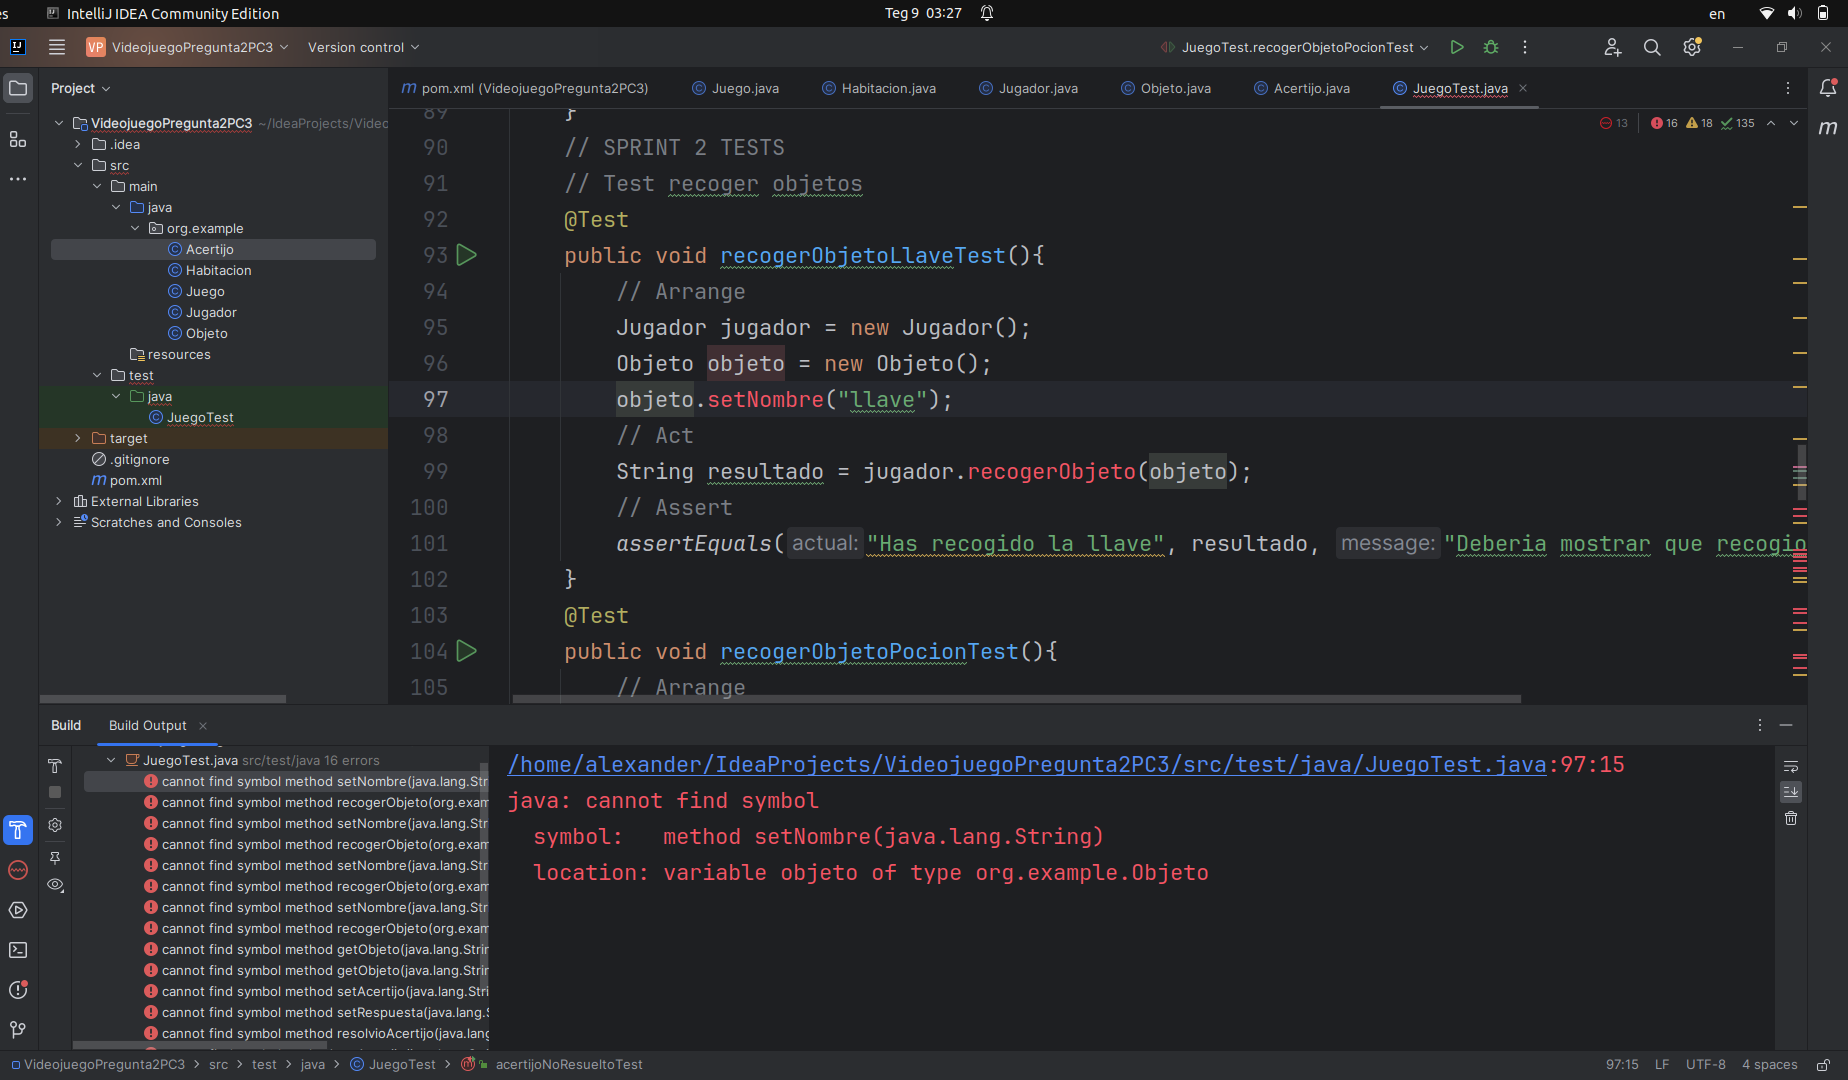 es
IntelliJ IDEA Community Edition
Teg 9 03:27
en
VP VideojuegoPregunta2PC3
Version control
JuegoTest.recogerObjetoPocionTest
Project
pom.xml (VideojuegoPregunta2PC3)
Juego.java
Habitacion.java
Jugador.java
Objeto.java
Acertijo.java
JuegoTest.java
VideojuegoPregunta2PC3 ~/IdeaProjects/Videc
.idea
src
main
java
org.example
Acertijo
Habitacion
Juego
Jugador
Objeto
resources
test
java
JuegoTest
target
.gitignore
pom.xml
External Libraries
Scratches and Consoles
13 16 18 135
89 }
90 // SPRINT 2 TESTS
91 // Test recoger objetos
92 @Test
93 public void recogerObjetoLlaveTest(){
94 // Arrange
95 Jugador jugador = new Jugador();
96 Objeto objeto = new Objeto();
97 objeto.setNombre("llave");
98 // Act
99 String resultado = jugador.recogerObjeto(objeto);
100 // Assert
101 assertEquals( actual: "Has recogido la llave", resultado, message: "Deberia mostrar que recogio
102 }
103 @Test
104 public void recogerObjetoPocionTest(){
105 // Arrange
Build
Build Output
JuegoTest.java src/test/java 16 errors
cannot find symbol method setNombre(java.lang.Str
cannot find symbol method recogerObjeto(org.exam
cannot find symbol method setNombre(java.lang.Str
cannot find symbol method recogerObjeto(org.exam
cannot find symbol method setNombre(java.lang.Str
cannot find symbol method recogerObjeto(org.exam
cannot find symbol method setNombre(java.lang.Str
cannot find symbol method recogerObjeto(org.exam
cannot find symbol method getObjeto(java.lang.Strin
cannot find symbol method getObjeto(java.lang.Strin
cannot find symbol method setAcertijo(java.lang.Stri
cannot find symbol method setRespuesta(java.lang.S
cannot find symbol method resolvioAcertijo(java.lang
/home/alexander/IdeaProjects/VideojuegoPregunta2PC3/src/test/java/JuegoTest.java:97:15
java: cannot find symbol
symbol: method setNombre(java.lang.String)
location: variable objeto of type org.example.Objeto
VideojuegoPregunta2PC3 > src > test > java > JuegoTest > acertijoNoResueltoTest
97:15 LF UTF-8 4 spaces